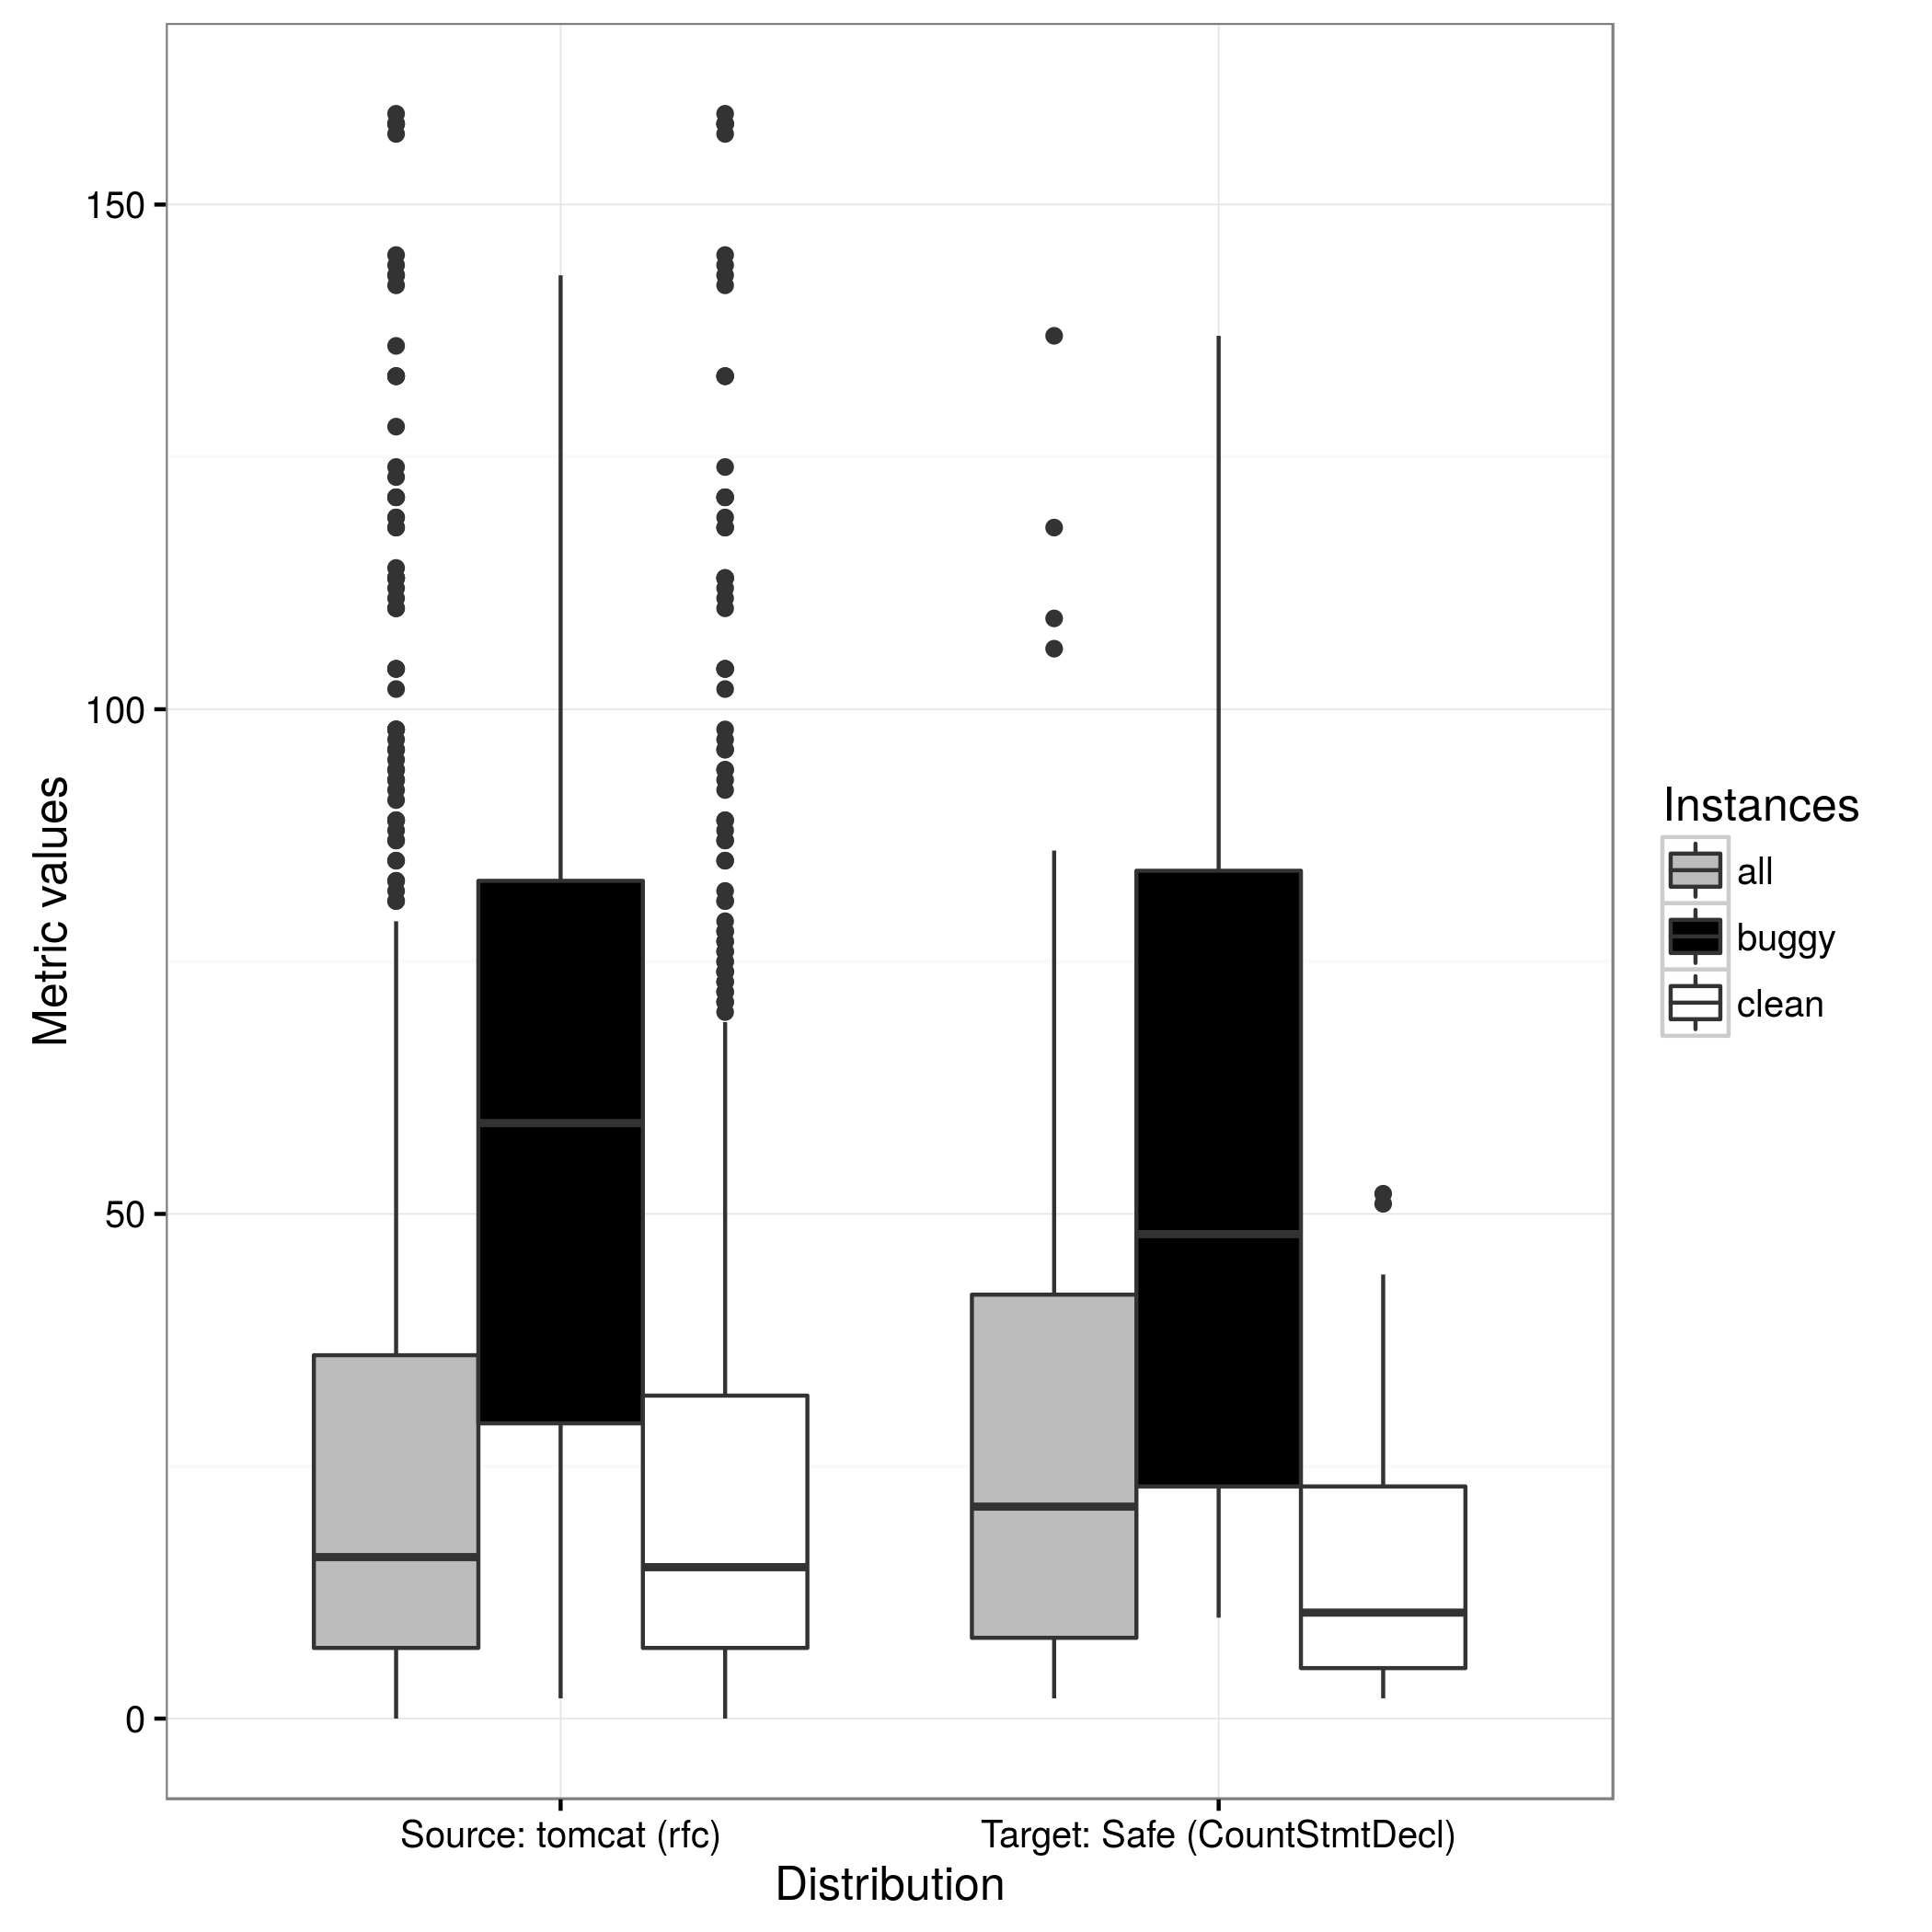 150
100
50
0
Metric values
Source: tomcat (rfc)
Target: Safe (CountStmtDecl)
Distribution
Instances
all
buggy
clean